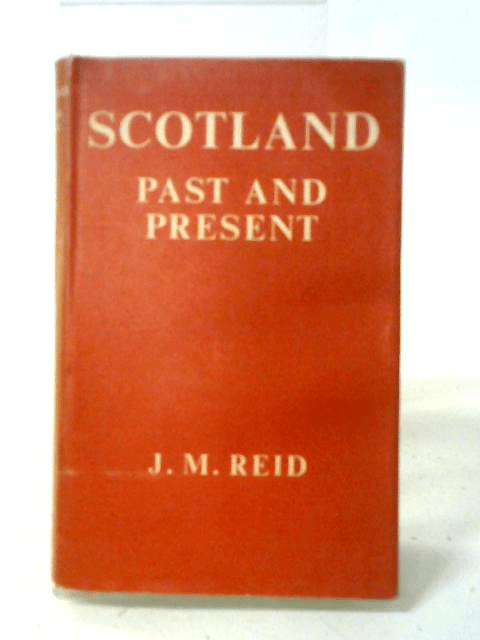 SCOTLAND
PAST AND
PRESENT
J. M. REID